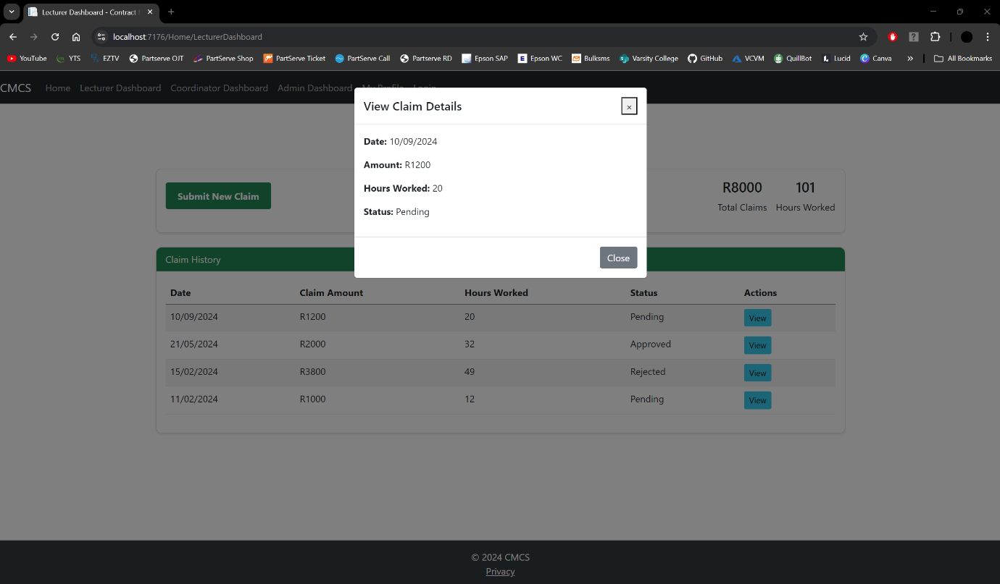 Lecturer Dashboard - Contract
localhost:7176/Home/LecturerDashboard
YouTube YTS EZTV Partserve OJT PartServe Shop PartServe Ticket PartServe Call Partserve RD Epson SAP Epson WC Bulksms Varsity College GitHub VCVM QuillBot Lucid Canva » All Bookmarks
CMCS Home Lecturer Dashboard Coordinator Dashboard Admin Dashboard My Profile Login
View Claim Details ×
Date: 10/09/2024
Amount: R1200
Hours Worked: 20
Status: Pending
Close
Submit New Claim
R8000 101
Total Claims Hours Worked
Claim History
Date Claim Amount Hours Worked Status Actions
10/09/2024 R1200 20 Pending View
21/05/2024 R2000 32 Approved View
15/02/2024 R3800 49 Rejected View
11/02/2024 R1000 12 Pending View
© 2024 CMCS
Privacy